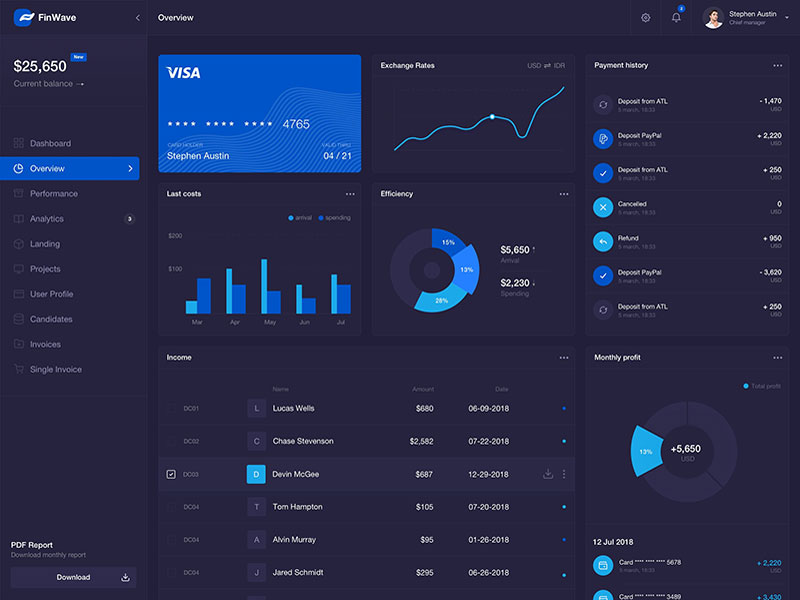 FinWave
Overview
2
Stephen Austin
Chief manager
$25,650
New
Current balance
Dashboard
Overview
Performance
Analytics
3
Landing
Projects
User Profile
Candidates
Invoices
Single Invoice
PDF Report
Download monthly report
Download
VISA
**** **** **** 4765
CARD HOLDER
VALID THRU
Stephen Austin
04 / 21
Exchange Rates
USD ⇌ IDR
Payment history
Deposit from ATL
- 1,470
5 march, 18:33
USD
Deposit PayPal
+ 2,220
5 march, 18:33
USD
Deposit from ATL
+ 250
5 march, 18:33
USD
Cancelled
0
5 march, 18:33
USD
Refund
+ 950
5 march, 18:33
USD
Deposit PayPal
- 3,620
5 march, 18:33
USD
Deposit from ATL
+ 250
5 march, 18:33
USD
Last costs
arrival
spending
$200
$100
Mar
Apr
May
Jun
Jul
Efficiency
15%
13%
28%
$5,650 ↑
Arrival
$2,230 ↓
Spending
Income
Name
Amount
Date
DC01 L Lucas Wells $680 06-09-2018
DC02 C Chase Stevenson $2,582 07-22-2018
DC03 D Devin McGee $687 12-29-2018
DC04 T Tom Hampton $105 07-20-2018
DC04 A Alvin Murray $95 01-26-2018
DC04 J Jared Schmidt $295 06-26-2018
Monthly profit
Total profit
13%
+5,650
USD
12 Jul 2018
Card **** **** **** 5678
+ 2,220
5 march, 18:33
USD
Card **** **** **** 3489
+ 3,430